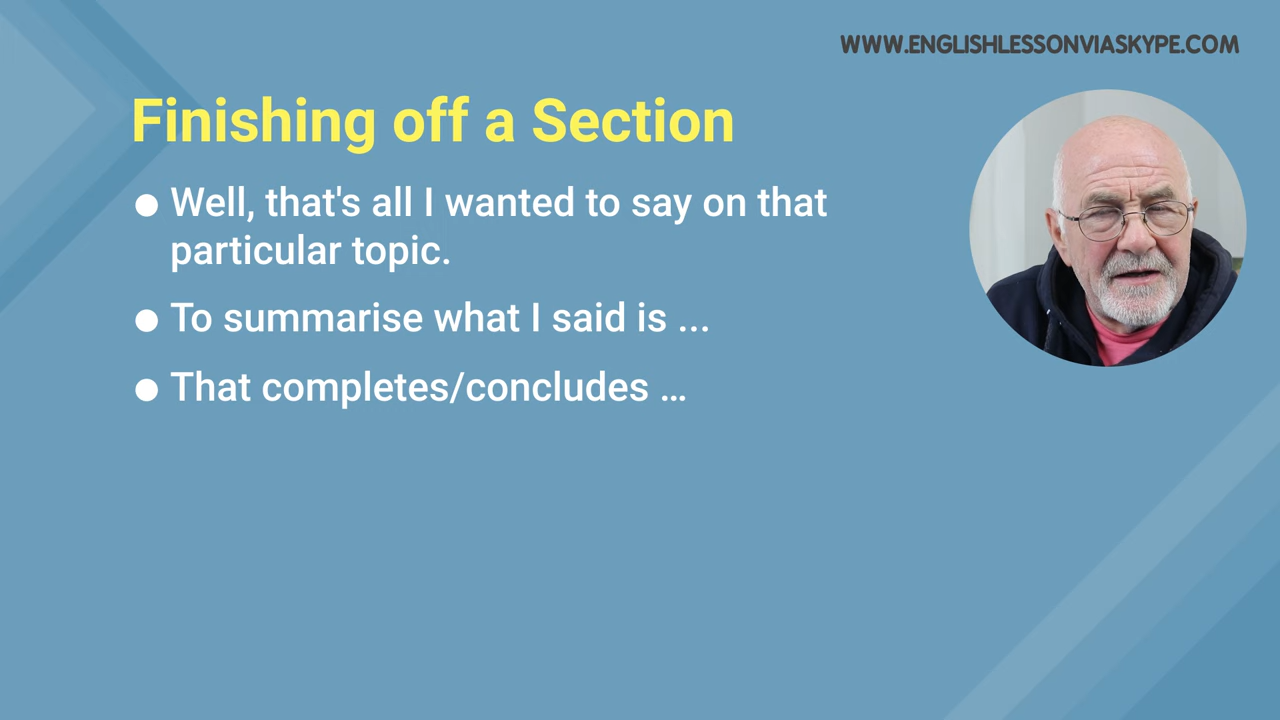 WWW.ENGLISHLESSONVIASKYPE.COM
Finishing off a Section
● Well, that's all I wanted to say on that
particular topic.
● To summarise what I said is ...
● That completes/concludes ...